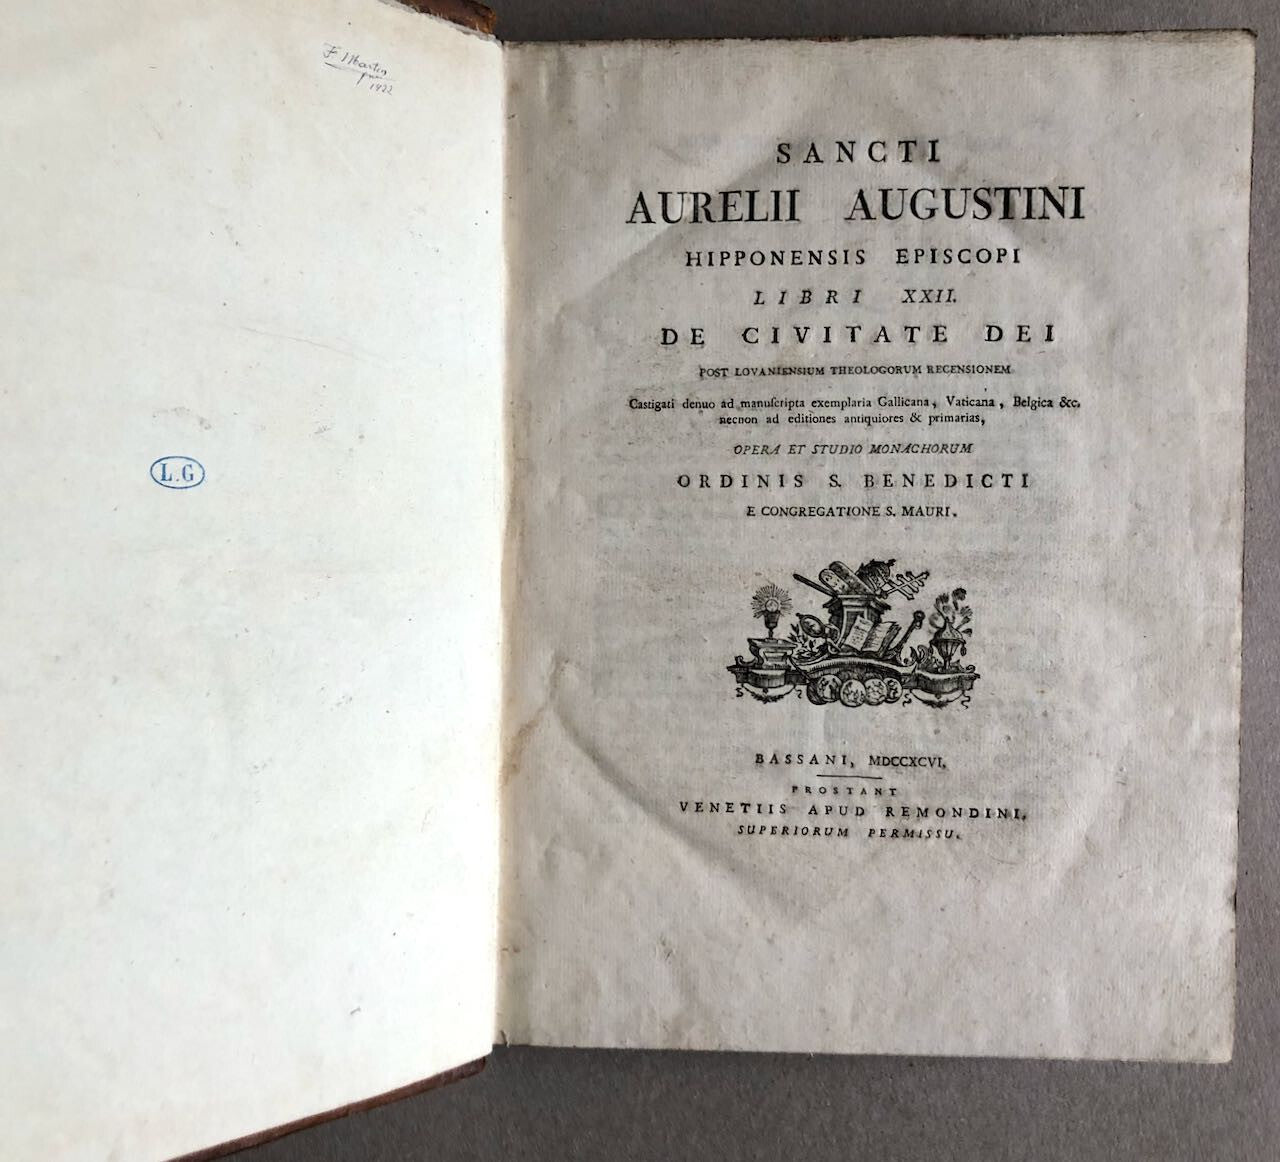 1922
L.G
SANCTI
AURELII AUGUSTINI
HIPPONENSIS EPISCOPI
LIBRI XXII.
DE CIVITATE DEI
POST LOVANIENSIUM THEOLOGORUM RECENSIONEM
Caſtigati denuo ad manuſcripta exemplaria Gallicana, Vaticana, Belgica &c.
necnon ad editiones antiquiores & primarias,
OPERA ET STUDIO MONACHORUM
ORDINIS S. BENEDICTI
E CONGREGATIONE S. MAURI.
BASSANI, MDCCXCVI.
PROSTANT
VENETIIS APUD REMONDINI.
SUPERIORUM PERMISSU.